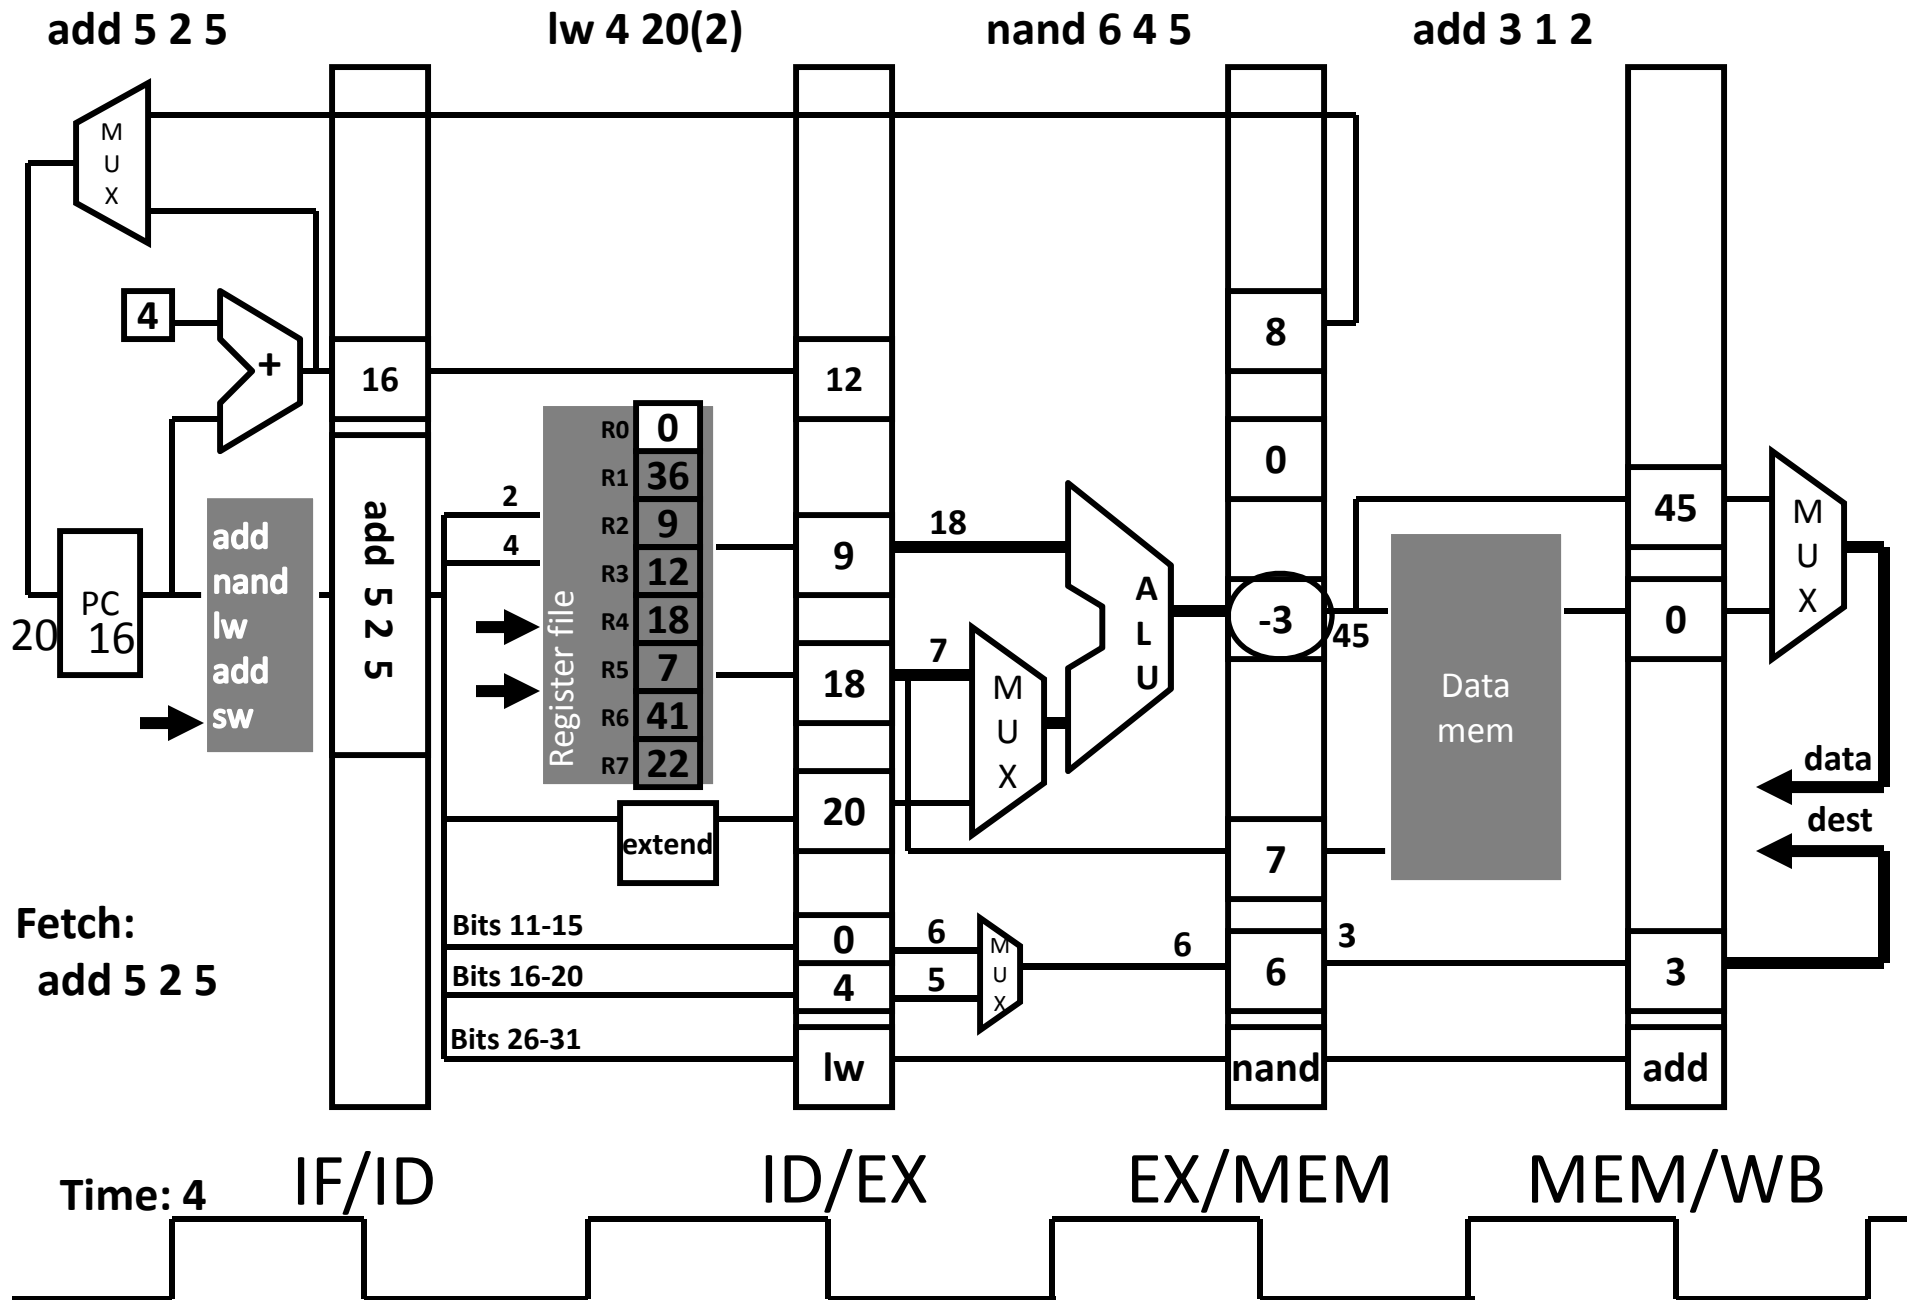 add 5 2 5
lw 4 20(2)
nand 6 4 5
add 3 1 2
M
U
X
4
+
16
12
8
0
R0 0
R1 36
R2 9
R3 12
R4 18
R5 7
R6 41
R7 22
Register file
2
4
add 5 2 5
add
nand
lw
add
sw
PC
16
20
9
18
20
18
7
M
U
X
A
L
U
-3
45
7
Data
mem
45
0
M
U
X
data
dest
extend
Fetch:
add 5 2 5
Bits 11-15
Bits 16-20
Bits 26-31
0
4
lw
6
5
M
U
X
6
6
nand
3
3
add
Time: 4
IF/ID
ID/EX
EX/MEM
MEM/WB